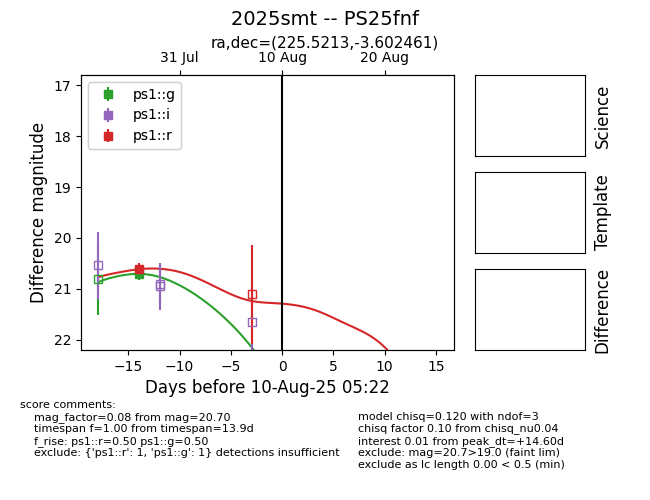 2025smt -- PS25fnf
ra,dec=(225.5213,-3.602461)
31 Jul
10 Aug
20 Aug
17
18
19
20
21
22
Difference magnitude
ps1::g
ps1::i
ps1::r
−15
−10
−5
0
5
10
15
Days before 10-Aug-25 05:22
Science
Template
Difference
score comments:
mag_factor=0.08 from mag=20.70
timespan f=1.00 from timespan=13.9d
f_rise: ps1::r=0.50 ps1::g=0.50
exclude: {'ps1::r': 1, 'ps1::g': 1} detections insufficient
model chisq=0.120 with ndof=3
chisq factor 0.10 from chisq_nu0.04
interest 0.01 from peak_dt=+14.60d
exclude: mag=20.7>19.0 (faint lim)
exclude as lc length 0.00 < 0.5 (min)